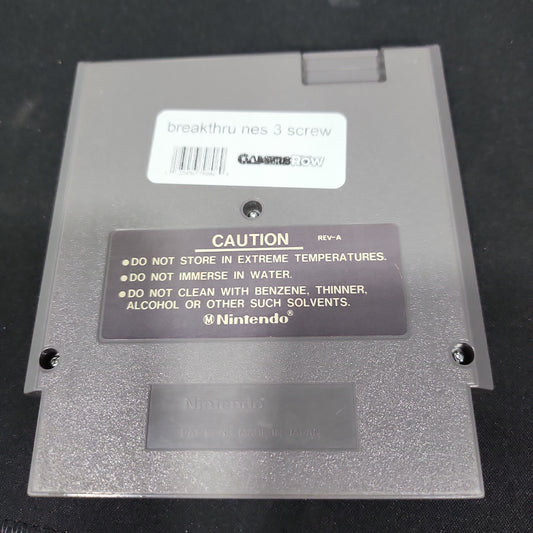 breakthru nes 3 screw
GAMERS ROW
CAUTION REV-A
●DO NOT STORE IN EXTREME TEMPERATURES.
●DO NOT IMMERSE IN WATER.
●DO NOT CLEAN WITH BENZENE, THINNER,
ALCOHOL OR OTHER SUCH SOLVENTS.
Nintendo®
Nintendo